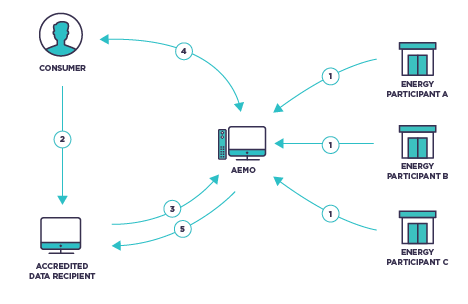 CONSUMER
4
1
ENERGY
PARTICIPANT A
2
1
AEMO
ENERGY
PARTICIPANT B
3
5
1
ACCREDITED
DATA RECIPIENT
ENERGY
PARTICIPANT C